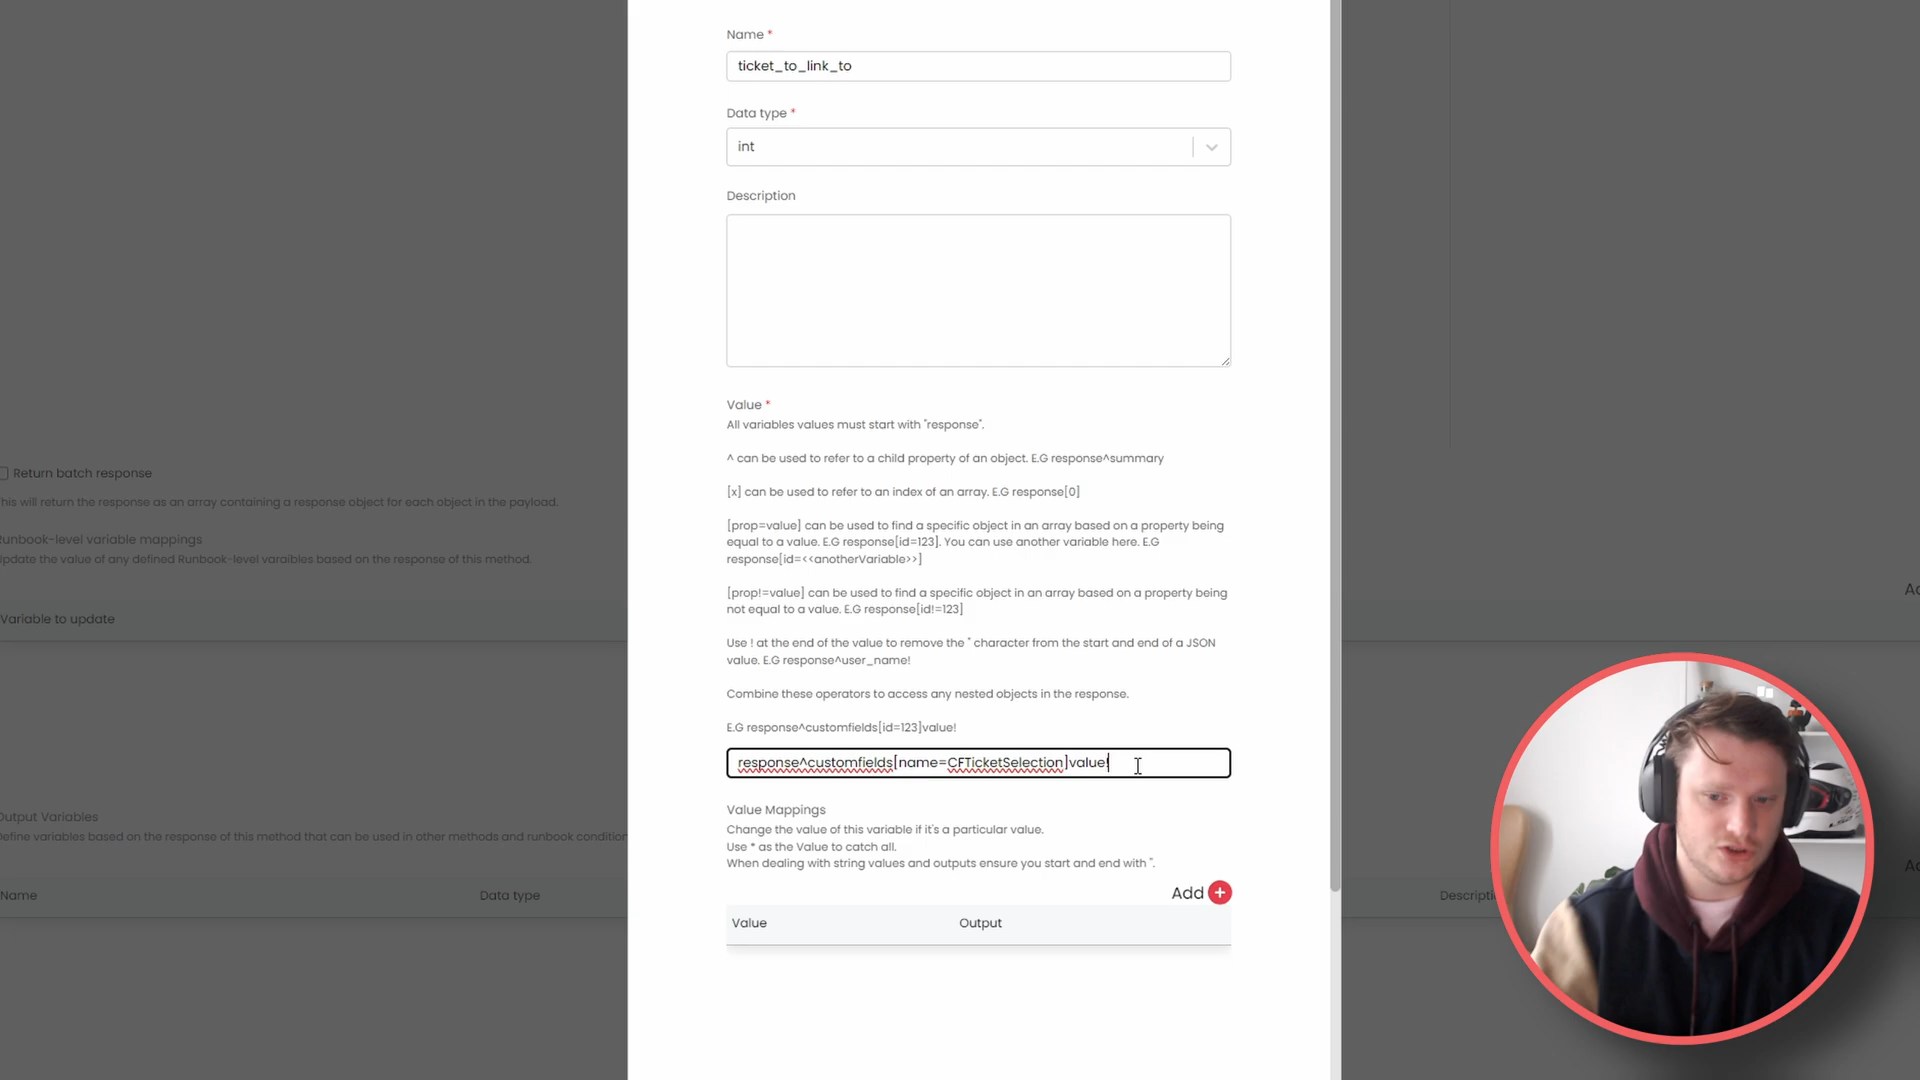 Name *
ticket_to_link_to
Data type *
int
Description
Value *
All variables values must start with "response".
^ can be used to refer to a child property of an object. E.G response^summary
[x] can be used to refer to an index of an array. E.G response[0]
[prop=value] can be used to find a specific object in an array based on a property being
equal to a value. E.G response[id=123]. You can use another variable here. E.G
response[id=<<anotherVariable>>]
[prop!=value] can be used to find a specific object in an array based on a property being
not equal to a value. E.G response[id!=123]
Use ! at the end of the value to remove the " character from the start and end of a JSON
value. E.G response^user_name!
Combine these operators to access any nested objects in the response.
E.G response^customfields[id=123]value!
response^customfields[name=CFTicketSelection]value!
Value Mappings
Change the value of this variable if it's a particular value.
Use * as the Value to catch all.
When dealing with string values and outputs ensure you start and end with ".
Add +
Value Output
Return batch response
This will return the response as an array containing a response object for each object in the payload.
Runbook-level variable mappings
Update the value of any defined Runbook-level varaibles based on the response of this method.
Variable to update
Output Variables
Define variables based on the response of this method that can be used in other methods and runbook condition
Name Data type Descripti